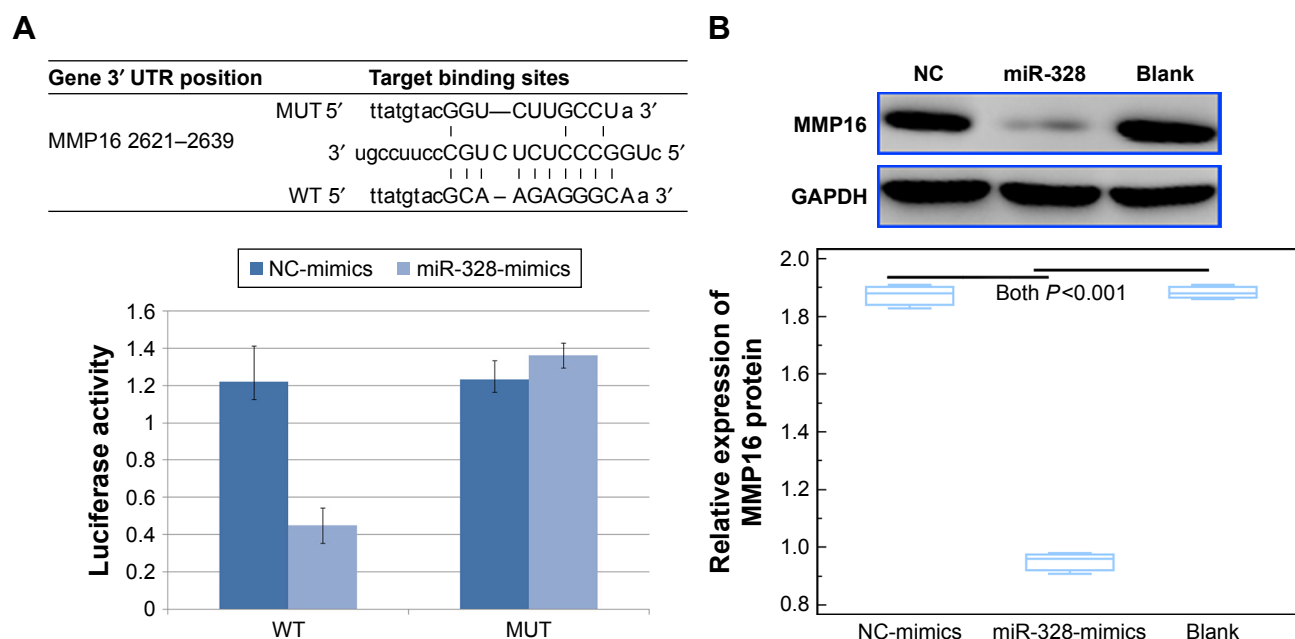 A
Gene 3′ UTR position Target binding sites
MUT 5′ ttatgtacGGU—CUUGCCUa 3′
MMP16 2621–2639
3′ ugccuuccCGUCUCUCCCGGUc 5′
WT 5′ ttatgtacGCA – AGAGGGCAa 3′
NC-mimics miR-328-mimics
Luciferase activity
1.6
1.4
1.2
1
0.8
0.6
0.4
0.2
0
WT MUT
B
NC miR-328 Blank
MMP16
GAPDH
Relative expression of
MMP16 protein
2.0
1.8
1.6
1.4
1.2
1.0
0.8
Both P<0.001
NC-mimics miR-328-mimics Blank